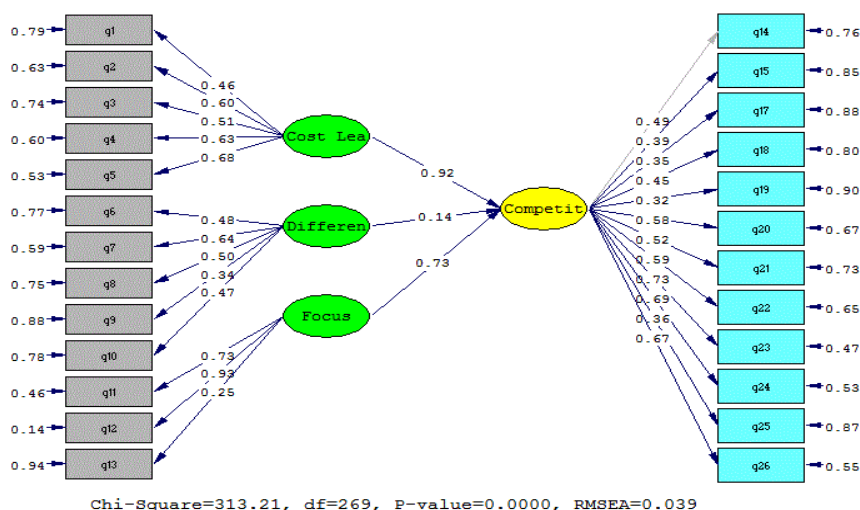 0.79 q1
0.63 q2
0.74 q3
0.60 q4
0.53 q5
0.77 q6
0.59 q7
0.75 q8
0.88 q9
0.78 q10
0.46 q11
0.14 q12
0.94 q13
0.46
0.60
0.51
0.63
0.68
0.48
0.64
0.50
0.34
0.47
0.73
0.93
0.25
Cost Lea
Differen
Focus
0.92
0.14
0.73
Competit
0.49
0.39
0.35
0.45
0.32
0.58
0.52
0.59
0.73
0.69
0.36
0.67
q14 0.76
q15 0.85
q17 0.88
q18 0.80
q19 0.90
q20 0.67
q21 0.73
q22 0.65
q23 0.47
q24 0.53
q25 0.87
q26 0.55
Chi-Square=313.21, df=269, P-value=0.0000, RMSEA=0.039